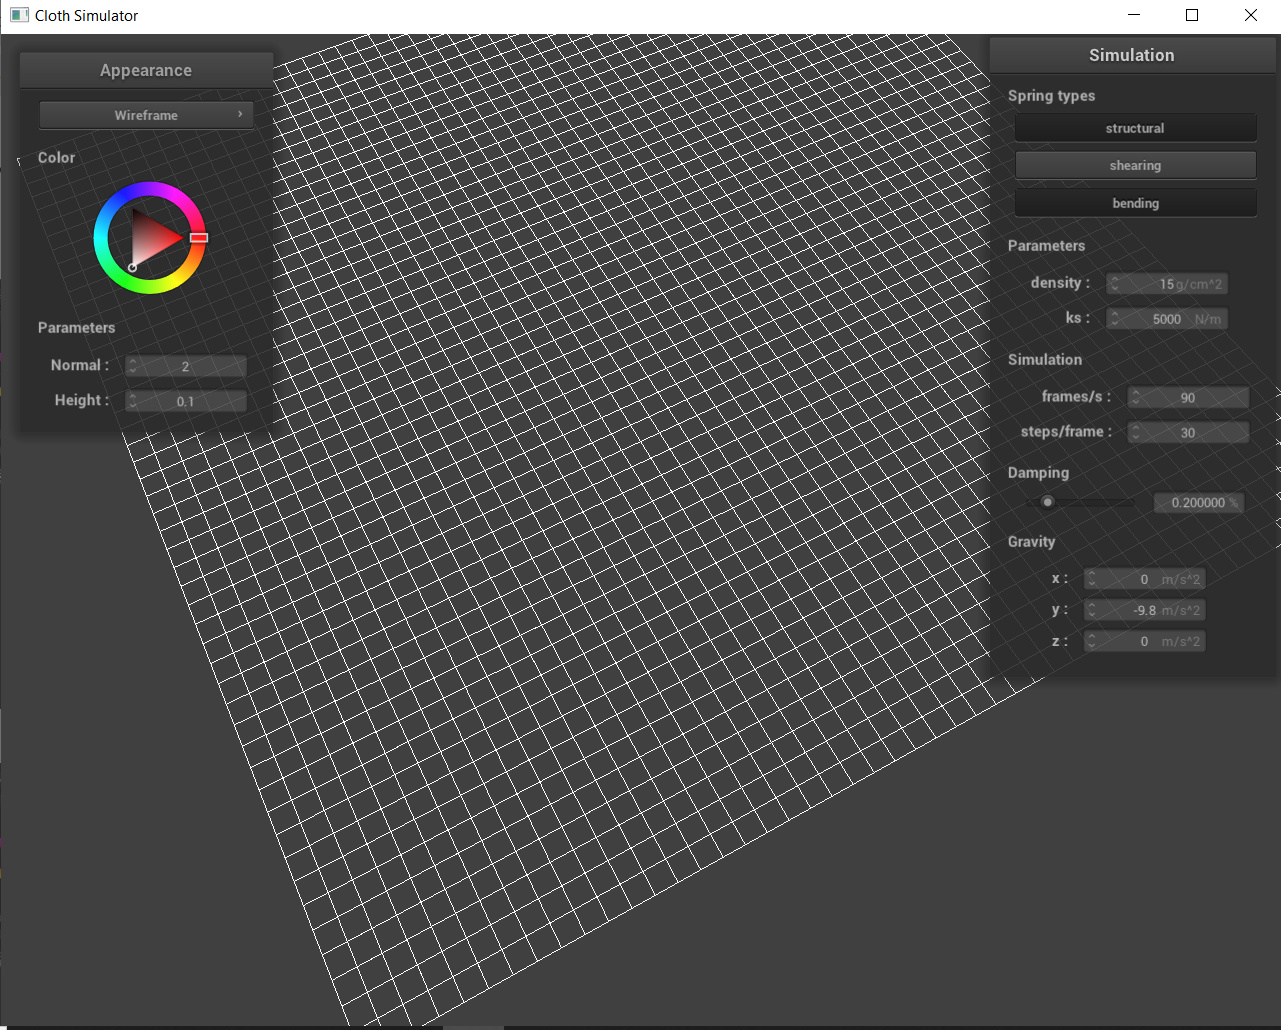 Cloth Simulator
Appearance
Wireframe ›
Color
Parameters
Normal : 2
Height : 0.1
Simulation
Spring types
structural
shearing
bending
Parameters
density : 15 g/cm^2
ks : 5000 N/m
Simulation
frames/s : 90
steps/frame : 30
Damping
0.200000 %
Gravity
x : 0 m/s^2
y : -9.8 m/s^2
z : 0 m/s^2